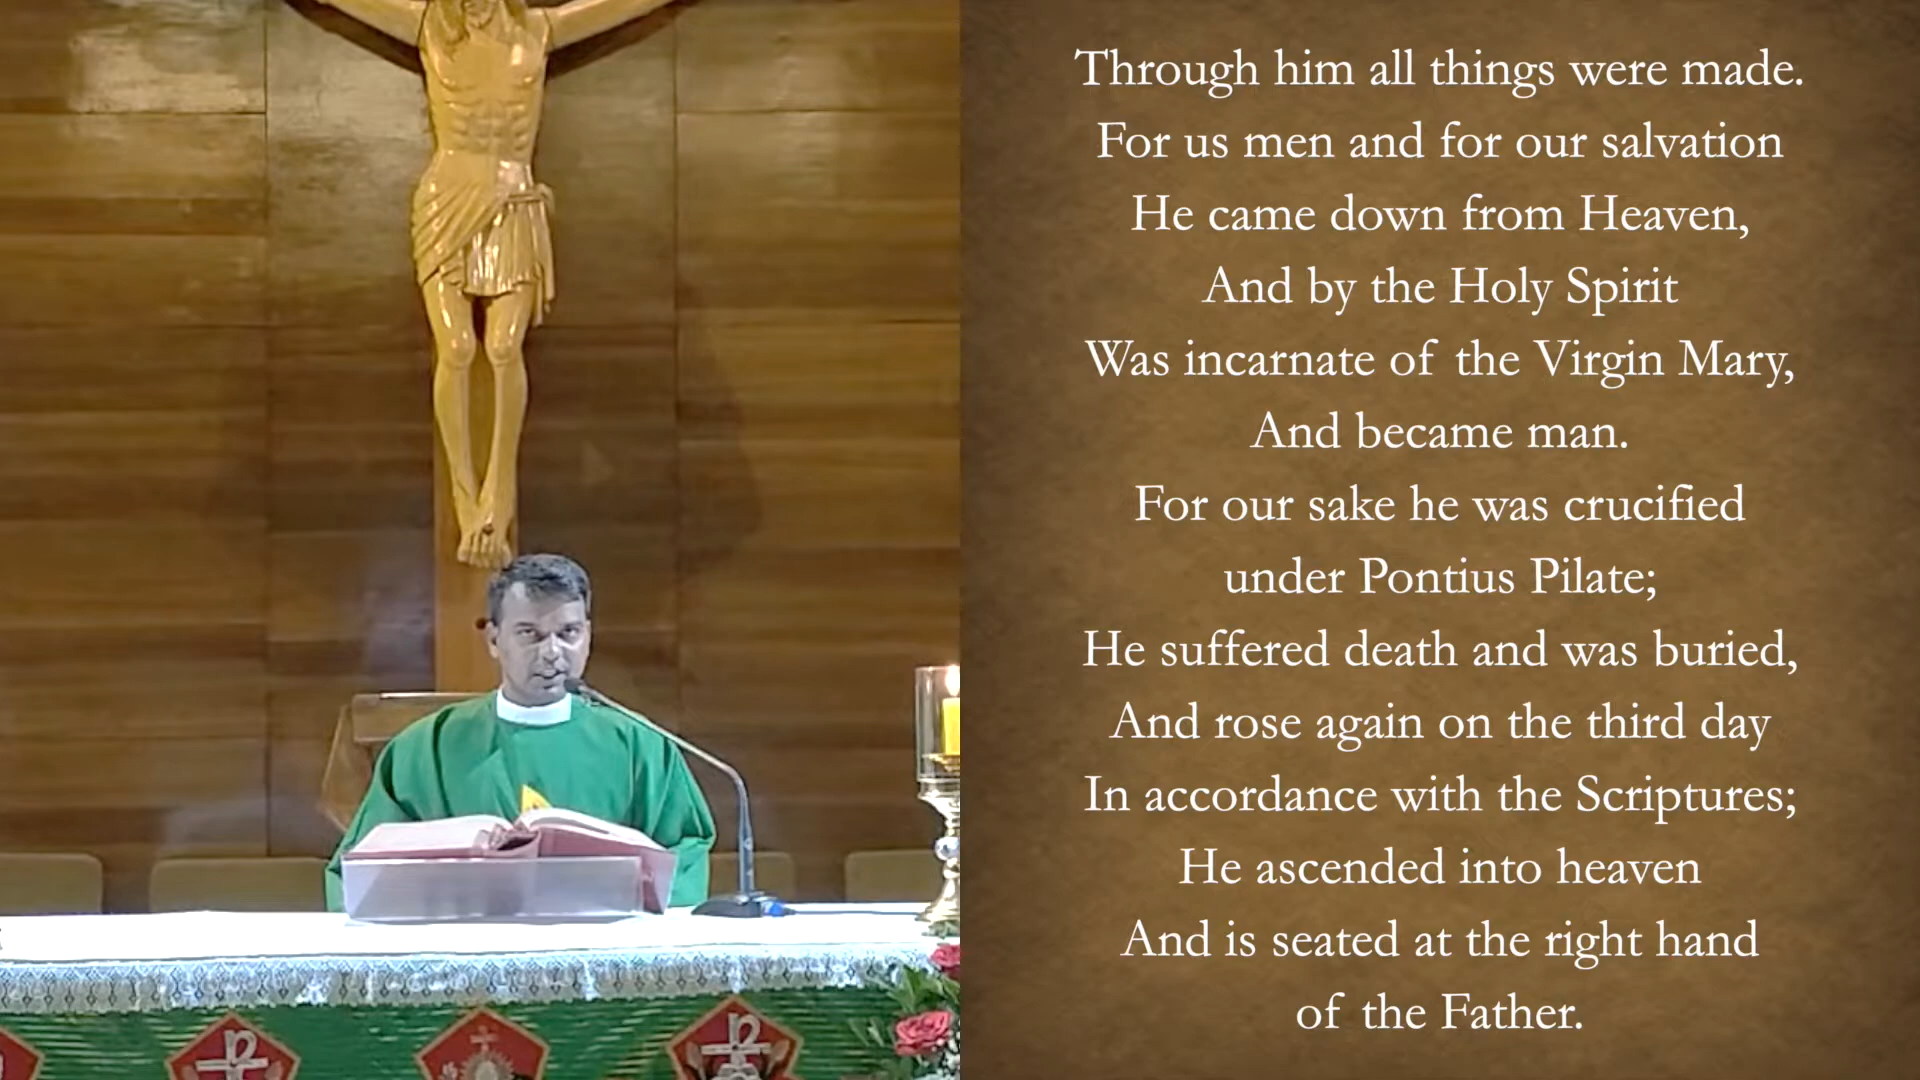 Through him all things were made.
For us men and for our salvation
He came down from Heaven,
And by the Holy Spirit
Was incarnate of the Virgin Mary,
And became man.
For our sake he was crucified
under Pontius Pilate;
He suffered death and was buried,
And rose again on the third day
In accordance with the Scriptures;
He ascended into heaven
And is seated at the right hand
of the Father.